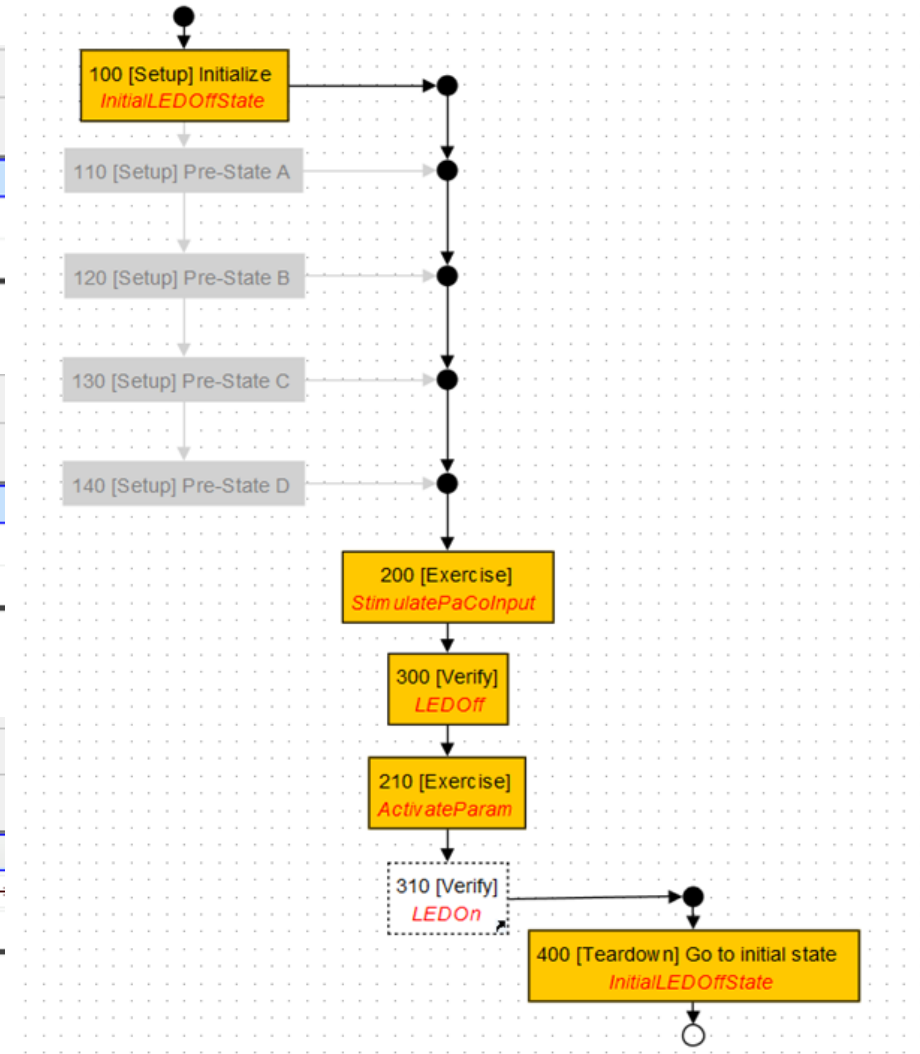 100 [Setup] Initialize
InitialLEDOffState
110 [Setup] Pre-State A
120 [Setup] Pre-State B
130 [Setup] Pre-State C
140 [Setup] Pre-State D
200 [Exercise]
StimulatePaCoInput
300 [Verify]
LEDOff
210 [Exercise]
ActivateParam
310 [Verify]
LEDOn
400 [Teardown] Go to initial state
InitialLEDOffState